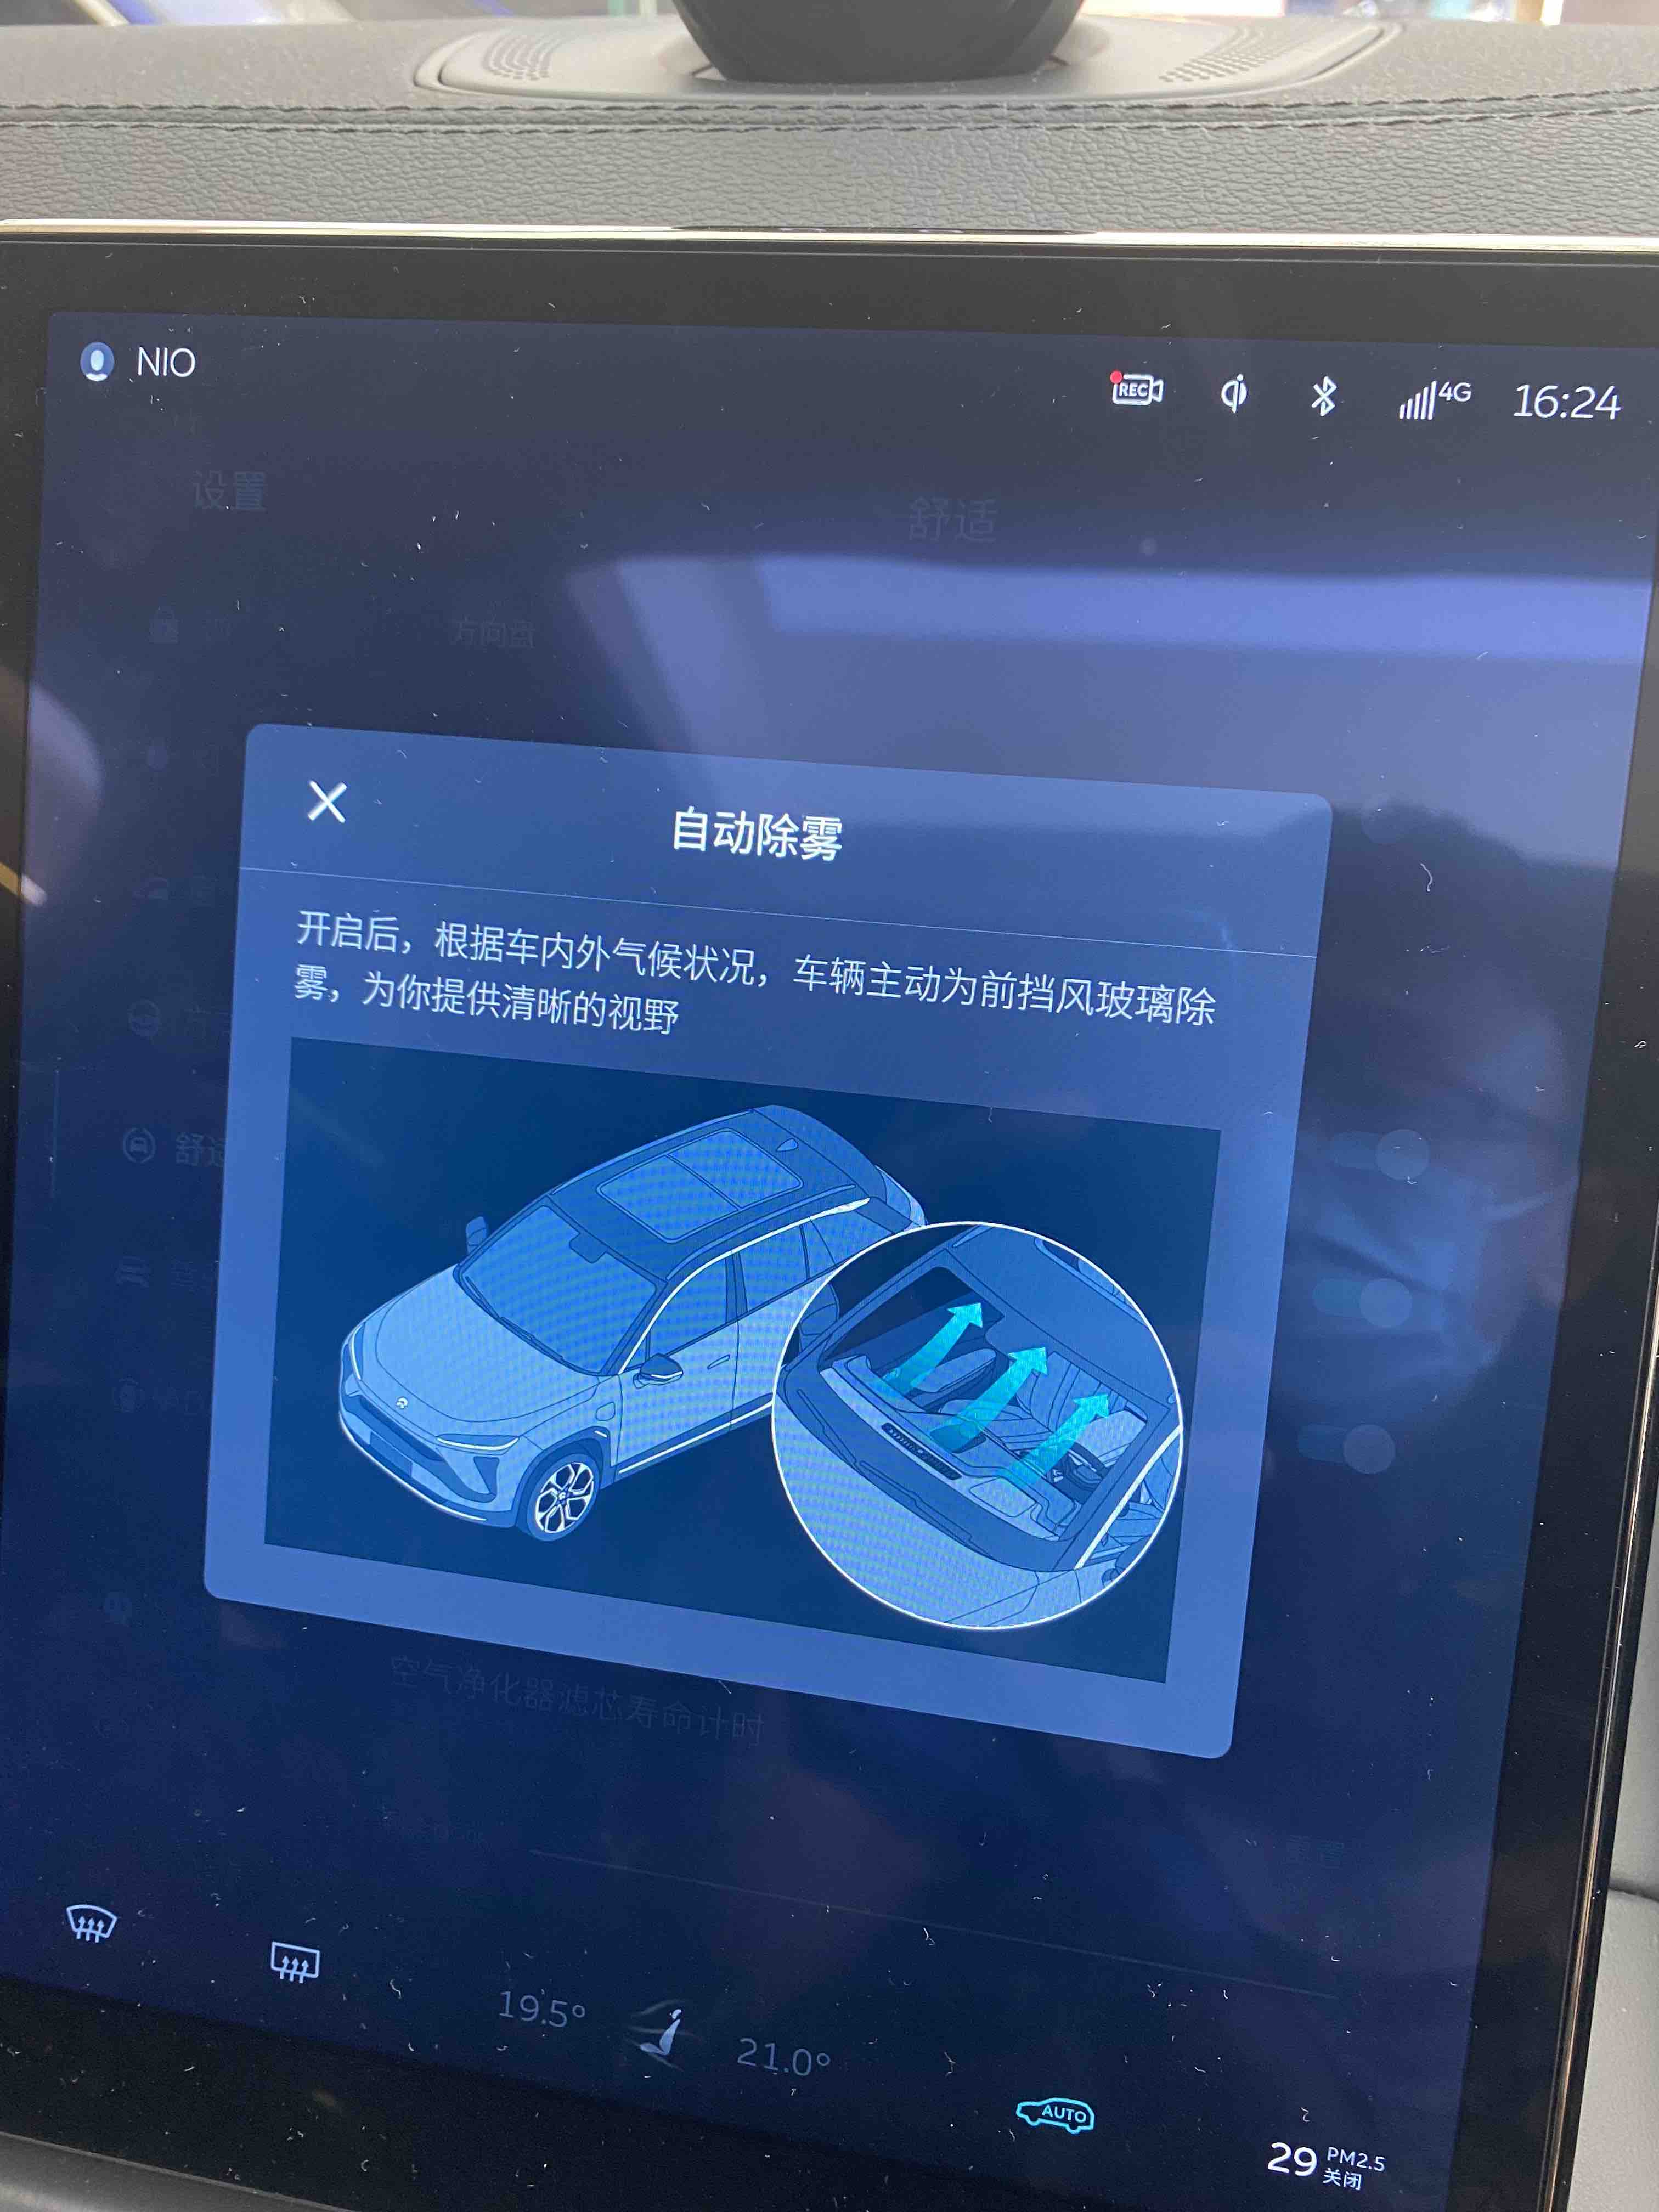 NIO
REC
4G
16:24
设置
舒适
方向盘
自动除雾
开启后，根据车内外气候状况，车辆主动为前挡风玻璃除
雾，为你提供清晰的视野
舒适
空气净化器滤芯寿命计时
19.5°
21.0°
AUTO
29 PM2.5
关闭